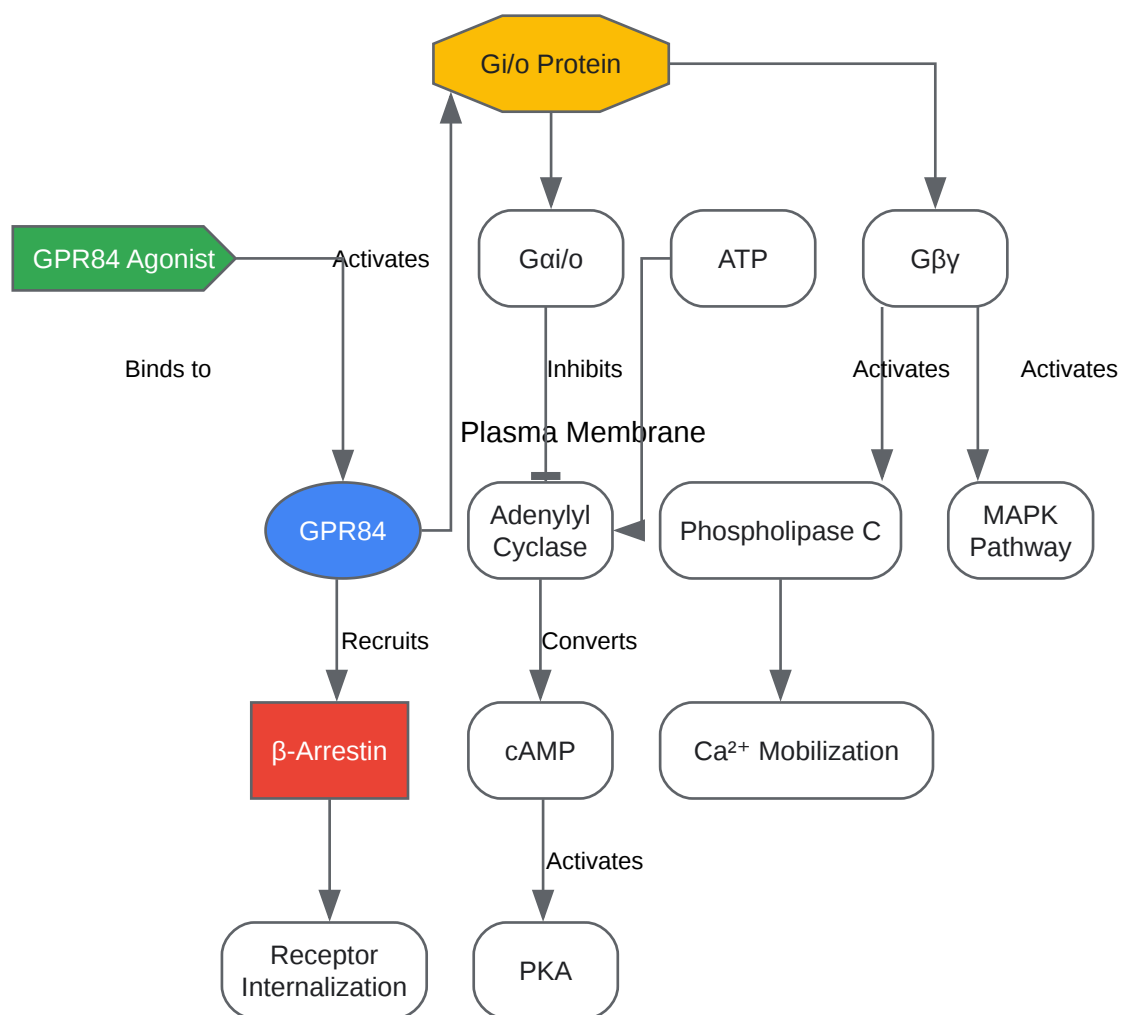 Gi/o Protein
GPR84 Agonist
Activates
Gαi/o
ATP
Gβγ
Binds to
Inhibits
Activates
Activates
Plasma Membrane
GPR84
Adenylyl
Cyclase
Phospholipase C
MAPK
Pathway
Recruits
Converts
β-Arrestin
cAMP
Ca²⁺ Mobilization
Activates
Receptor
Internalization
PKA